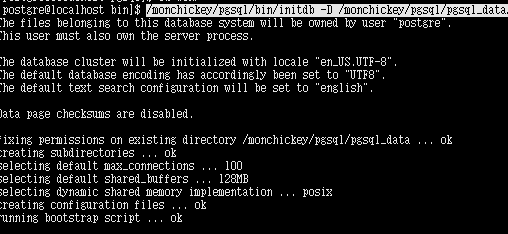 postgre@localhost bin]$ /monchickey/pgsql/bin/initdb -D /monchickey/pgsql/pgsql_data
The files belonging to this database system will be owned by user "postgre".
This user must also own the server process.
The database cluster will be initialized with locale "en_US.UTF-8".
The default database encoding has accordingly been set to "UTF8".
The default text search configuration will be set to "english".
Data page checksums are disabled.
fixing permissions on existing directory /monchickey/pgsql/pgsql_data ... ok
creating subdirectories ... ok
selecting default max_connections ... 100
selecting default shared_buffers ... 128MB
selecting dynamic shared memory implementation ... posix
creating configuration files ... ok
running bootstrap script ... ok